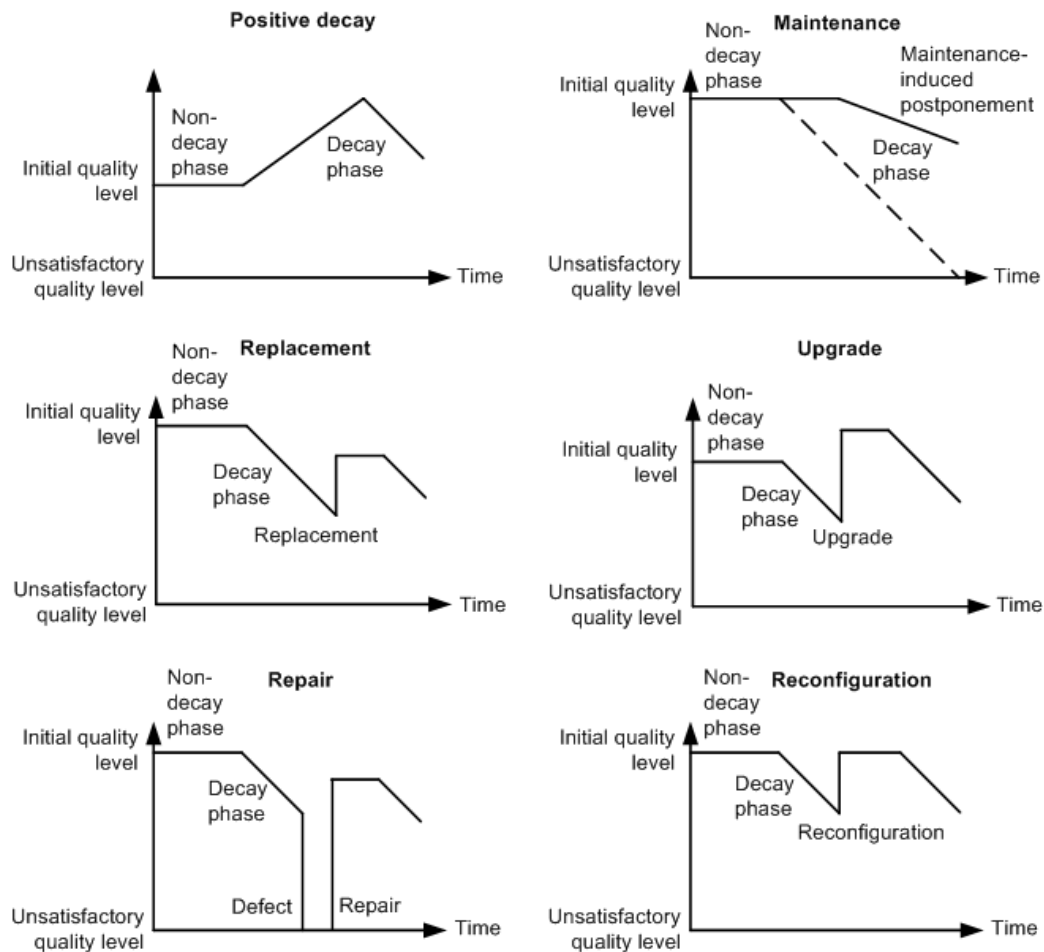 Positive decay
Non-
decay
phase
Decay
phase
Initial quality
level
Unsatisfactory
quality level
Time
Maintenance
Non-
decay
phase
Maintenance-
induced
postponement
Initial quality
level
Decay
phase
Unsatisfactory
quality level
Time
Replacement
Non-
decay
phase
Initial quality
level
Decay
phase
Replacement
Unsatisfactory
quality level
Time
Upgrade
Non-
decay
phase
Initial quality
level
Decay
phase
Upgrade
Unsatisfactory
quality level
Time
Repair
Non-
decay
phase
Initial quality
level
Decay
phase
Defect
Repair
Unsatisfactory
quality level
Time
Reconfiguration
Non-
decay
phase
Initial quality
level
Decay
phase
Reconfiguration
Unsatisfactory
quality level
Time